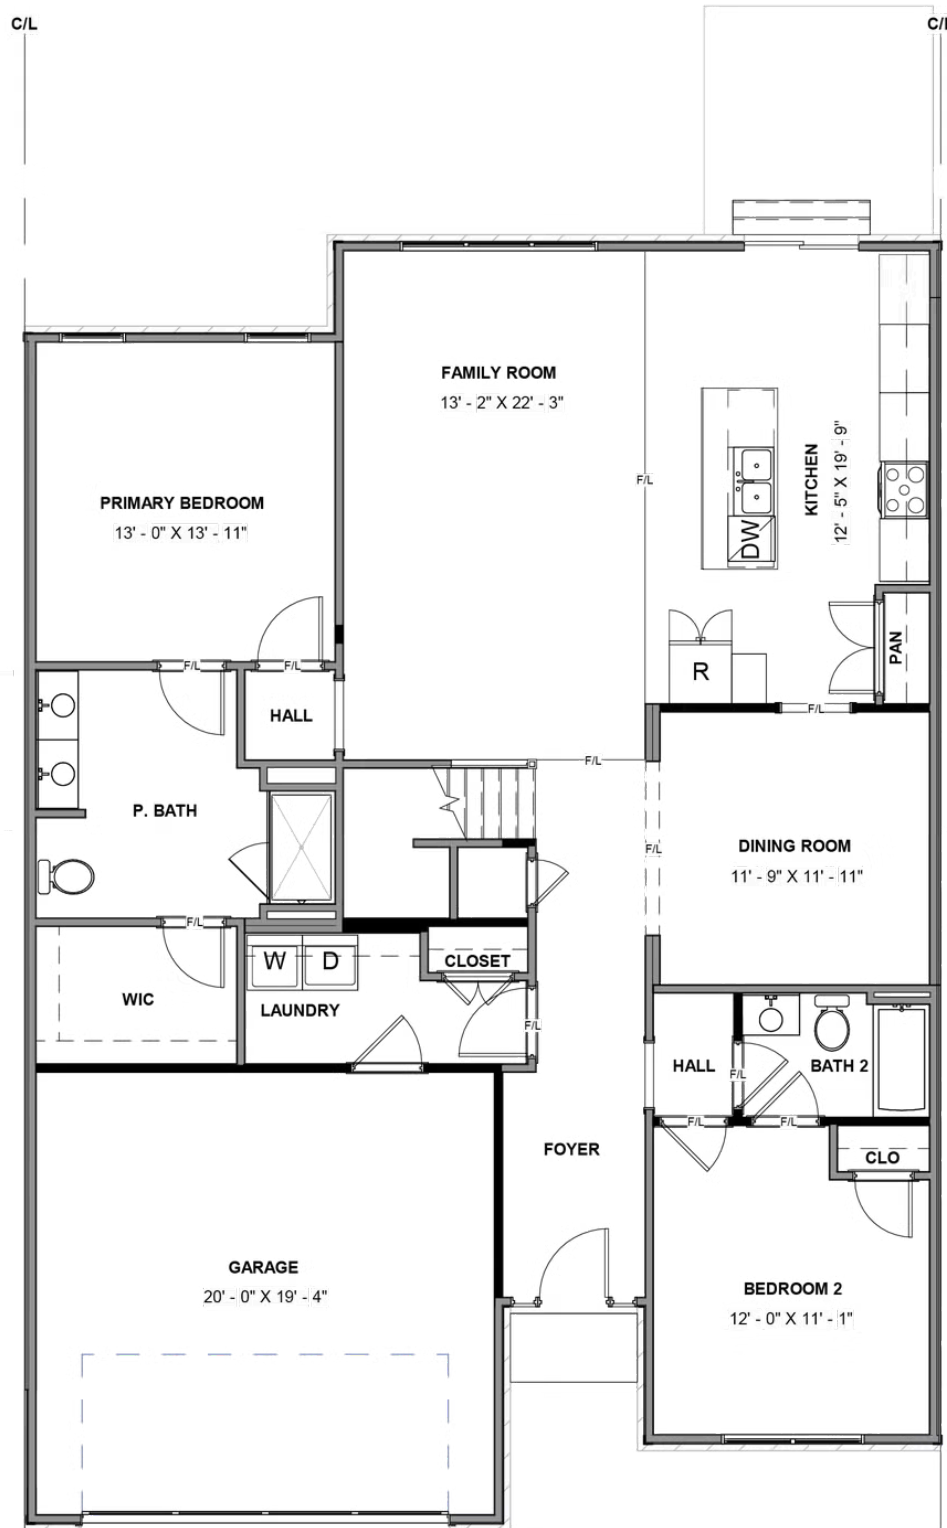 C/L
C/L
FAMILY ROOM
13' - 2" X 22' - 3"
F/L
KITCHEN
12' - 5" X 19' - 9"
DW
PRIMARY BEDROOM
13' - 0" X 13' - 11"
F/L
F/L
R
PAN
HALL
F/L
F/L
P. BATH
F/L
DINING ROOM
11' - 9" X 11' - 11"
F/L
W
D
CLOSET
WIC
LAUNDRY
F/L
HALL
F/L
BATH 2
F/L
F/L
FOYER
CLO
GARAGE
20' - 0" X 19' - 4"
BEDROOM 2
12' - 0" X 11' - 1"